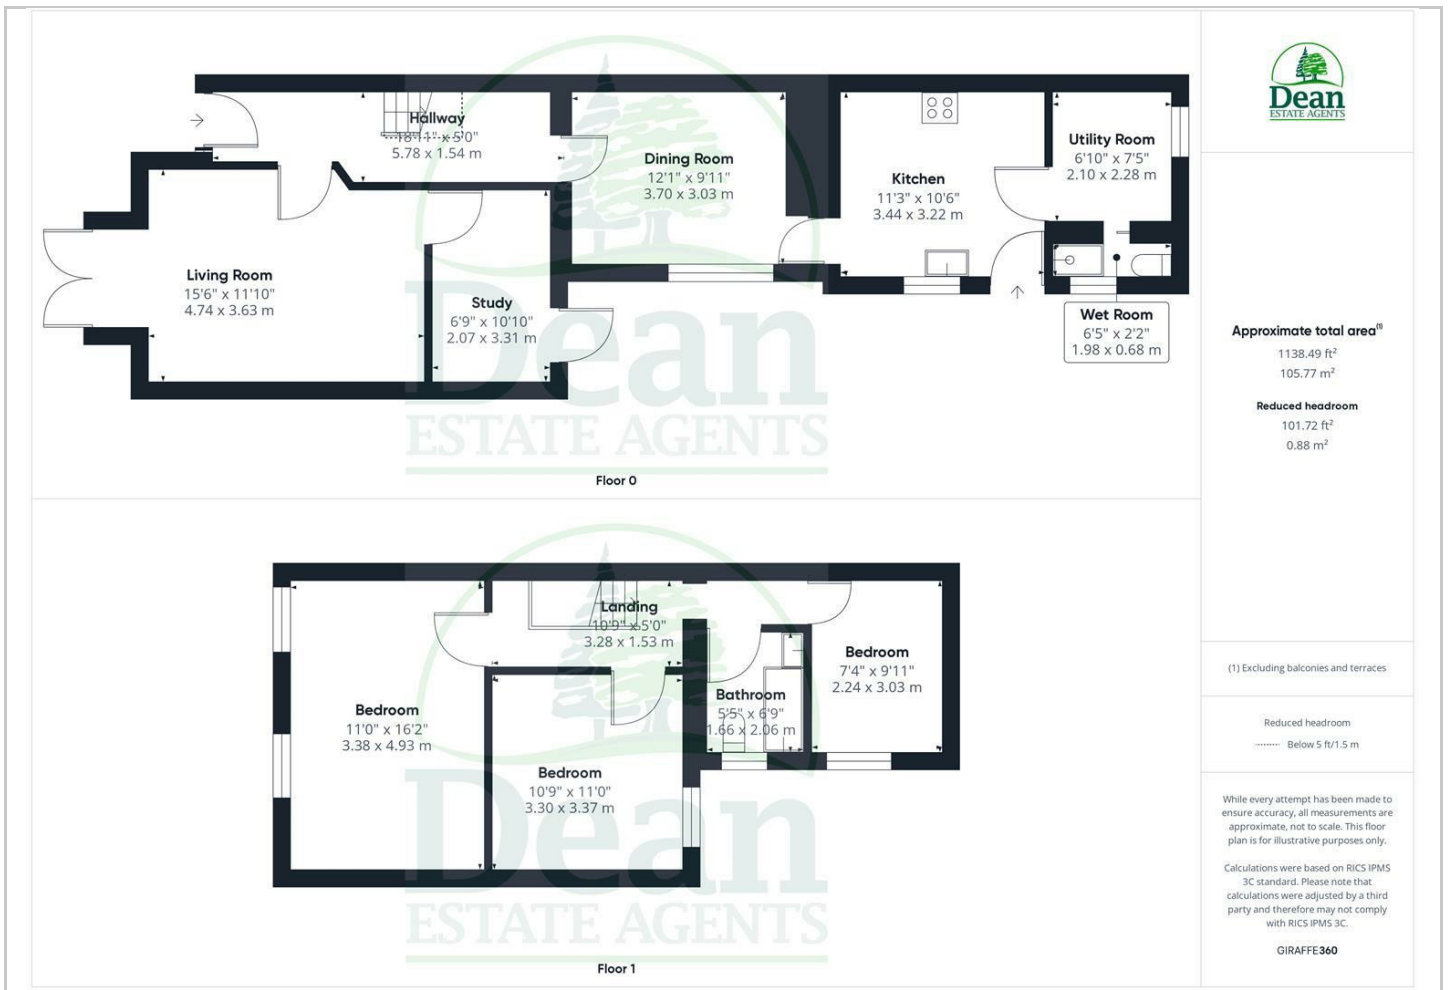 Hallway
18'11" x 5'0"
5.78 x 1.54 m
Dining Room
12'1" x 9'11"
3.70 x 3.03 m
Kitchen
11'3" x 10'6"
3.44 x 3.22 m
Utility Room
6'10" x 7'5"
2.10 x 2.28 m
Living Room
15'6" x 11'10"
4.74 x 3.63 m
Study
6'9" x 10'10"
2.07 x 3.31 m
Wet Room
6'5" x 2'2"
1.98 x 0.68 m
Dean
ESTATE AGENTS
Floor 0
Landing
10'9" x 5'0"
3.28 x 1.53 m
Bedroom
11'0" x 16'2"
3.38 x 4.93 m
Bedroom
10'9" x 11'0"
3.30 x 3.37 m
Bathroom
5'5" x 6'9"
1.66 x 2.06 m
Bedroom
7'4" x 9'11"
2.24 x 3.03 m
Dean
ESTATE AGENTS
Floor 1
Dean
ESTATE AGENTS
Approximate total area(1)
1138.49 ft²
105.77 m²
Reduced headroom
101.72 ft²
0.88 m²
(1) Excluding balconies and terraces
Reduced headroom
Below 5 ft/1.5 m
While every attempt has been made to
ensure accuracy, all measurements are
approximate, not to scale. This floor
plan is for illustrative purposes only.
Calculations were based on RICS IPMS
3C standard. Please note that
calculations were adjusted by a third
party and therefore may not comply
with RICS IPMS 3C.
GIRAFFE360